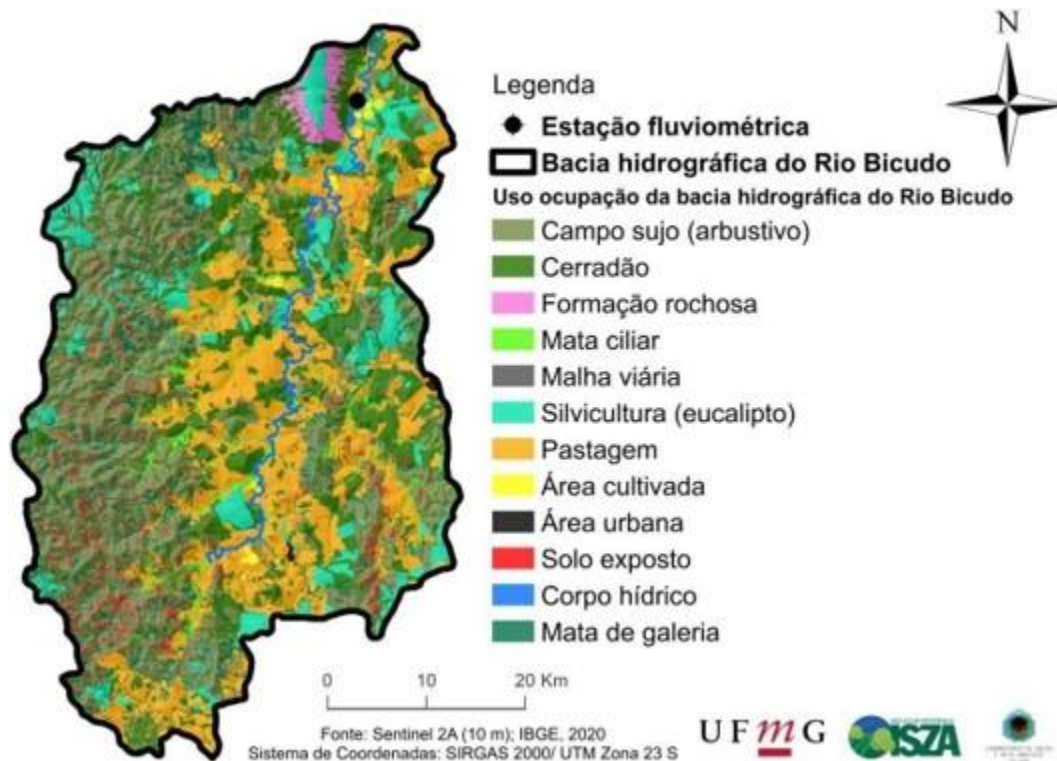 N
Legenda
Estação fluviométrica
Bacia hidrográfica do Rio Bicudo
Uso ocupação da bacia hidrográfica do Rio Bicudo
Campo sujo (arbustivo)
Cerradão
Formação rochosa
Mata ciliar
Malha viária
Silvicultura (eucalipto)
Pastagem
Área cultivada
Área urbana
Solo exposto
Corpo hídrico
Mata de galeria
0 10 20 Km
Fonte: Sentinel 2A (10 m); IBGE, 2020
Sistema de Coordenadas: SIRGAS 2000/ UTM Zona 23 S
UFmG
ISZA